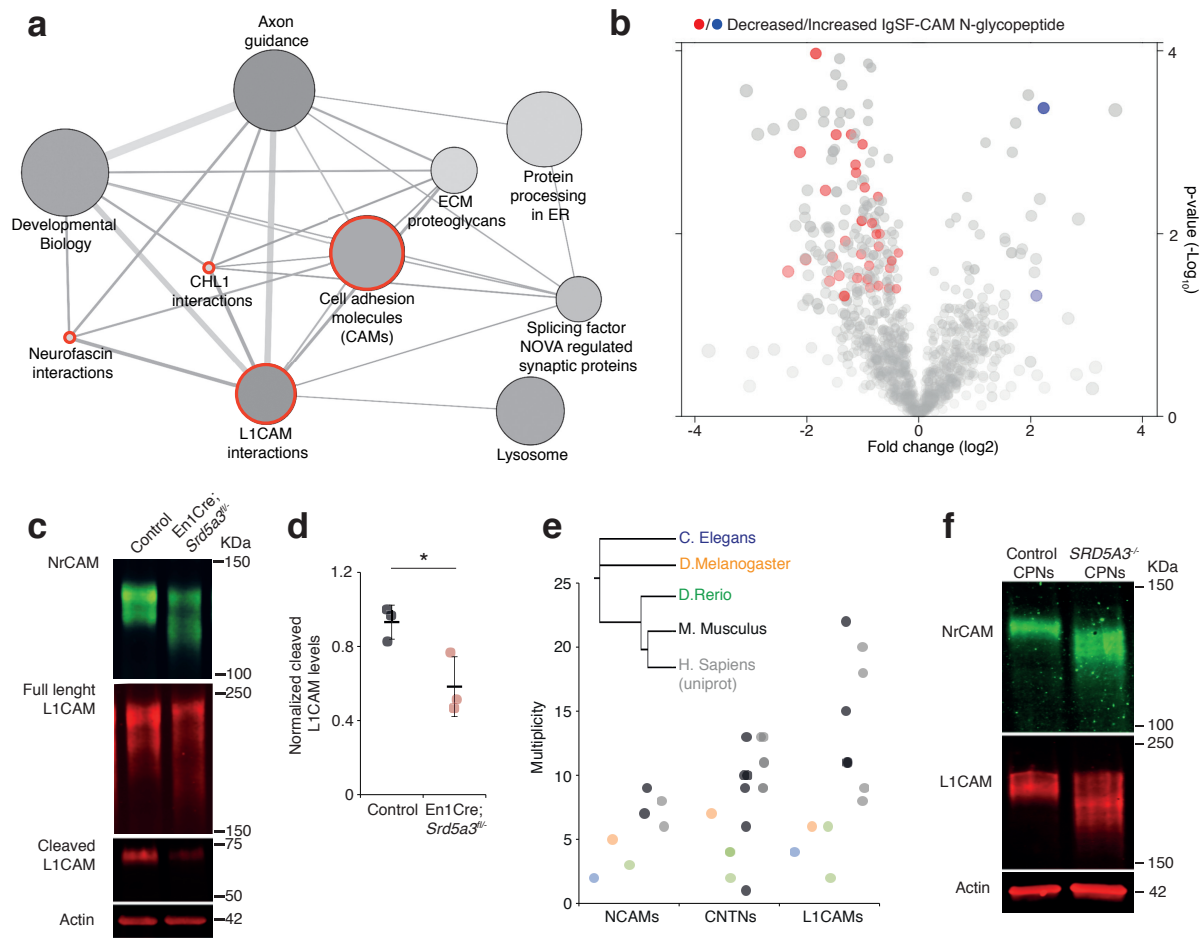 a
Axon
guidance
Developmental
Biology
CHL1
interactions
Neurofascin
interactions
L1CAM
interactions
Cell adhesion
molecules
(CAMs)
ECM
proteoglycans
Protein
processing
in ER
Splicing factor
NOVA regulated
synaptic proteins
Lysosome
b
/ Decreased/Increased IgSF-CAM N-glycopeptide
4
2
0
p-value (-Log10)
-4
-2
0
2
4
Fold change (log2)
c
Control
En1Cre;
Srd5a3fl/-
KDa
NrCAM
150
100
Full lenght
L1CAM
250
150
Cleaved
L1CAM
75
50
Actin
42
d
*
Normalized cleaved
L1CAM levels
1.2
0.8
0.4
0
Control
En1Cre;
Srd5a3fl/-
e
C. Elegans
D.Melanogaster
D.Rerio
M. Musculus
H. Sapiens
(uniprot)
Multiplicity
25
20
15
10
5
0
NCAMs
CNTNs
L1CAMs
f
Control
CPNs
SRD5A3-/-
CPNs
KDa
NrCAM
150
100
L1CAM
250
150
Actin
42